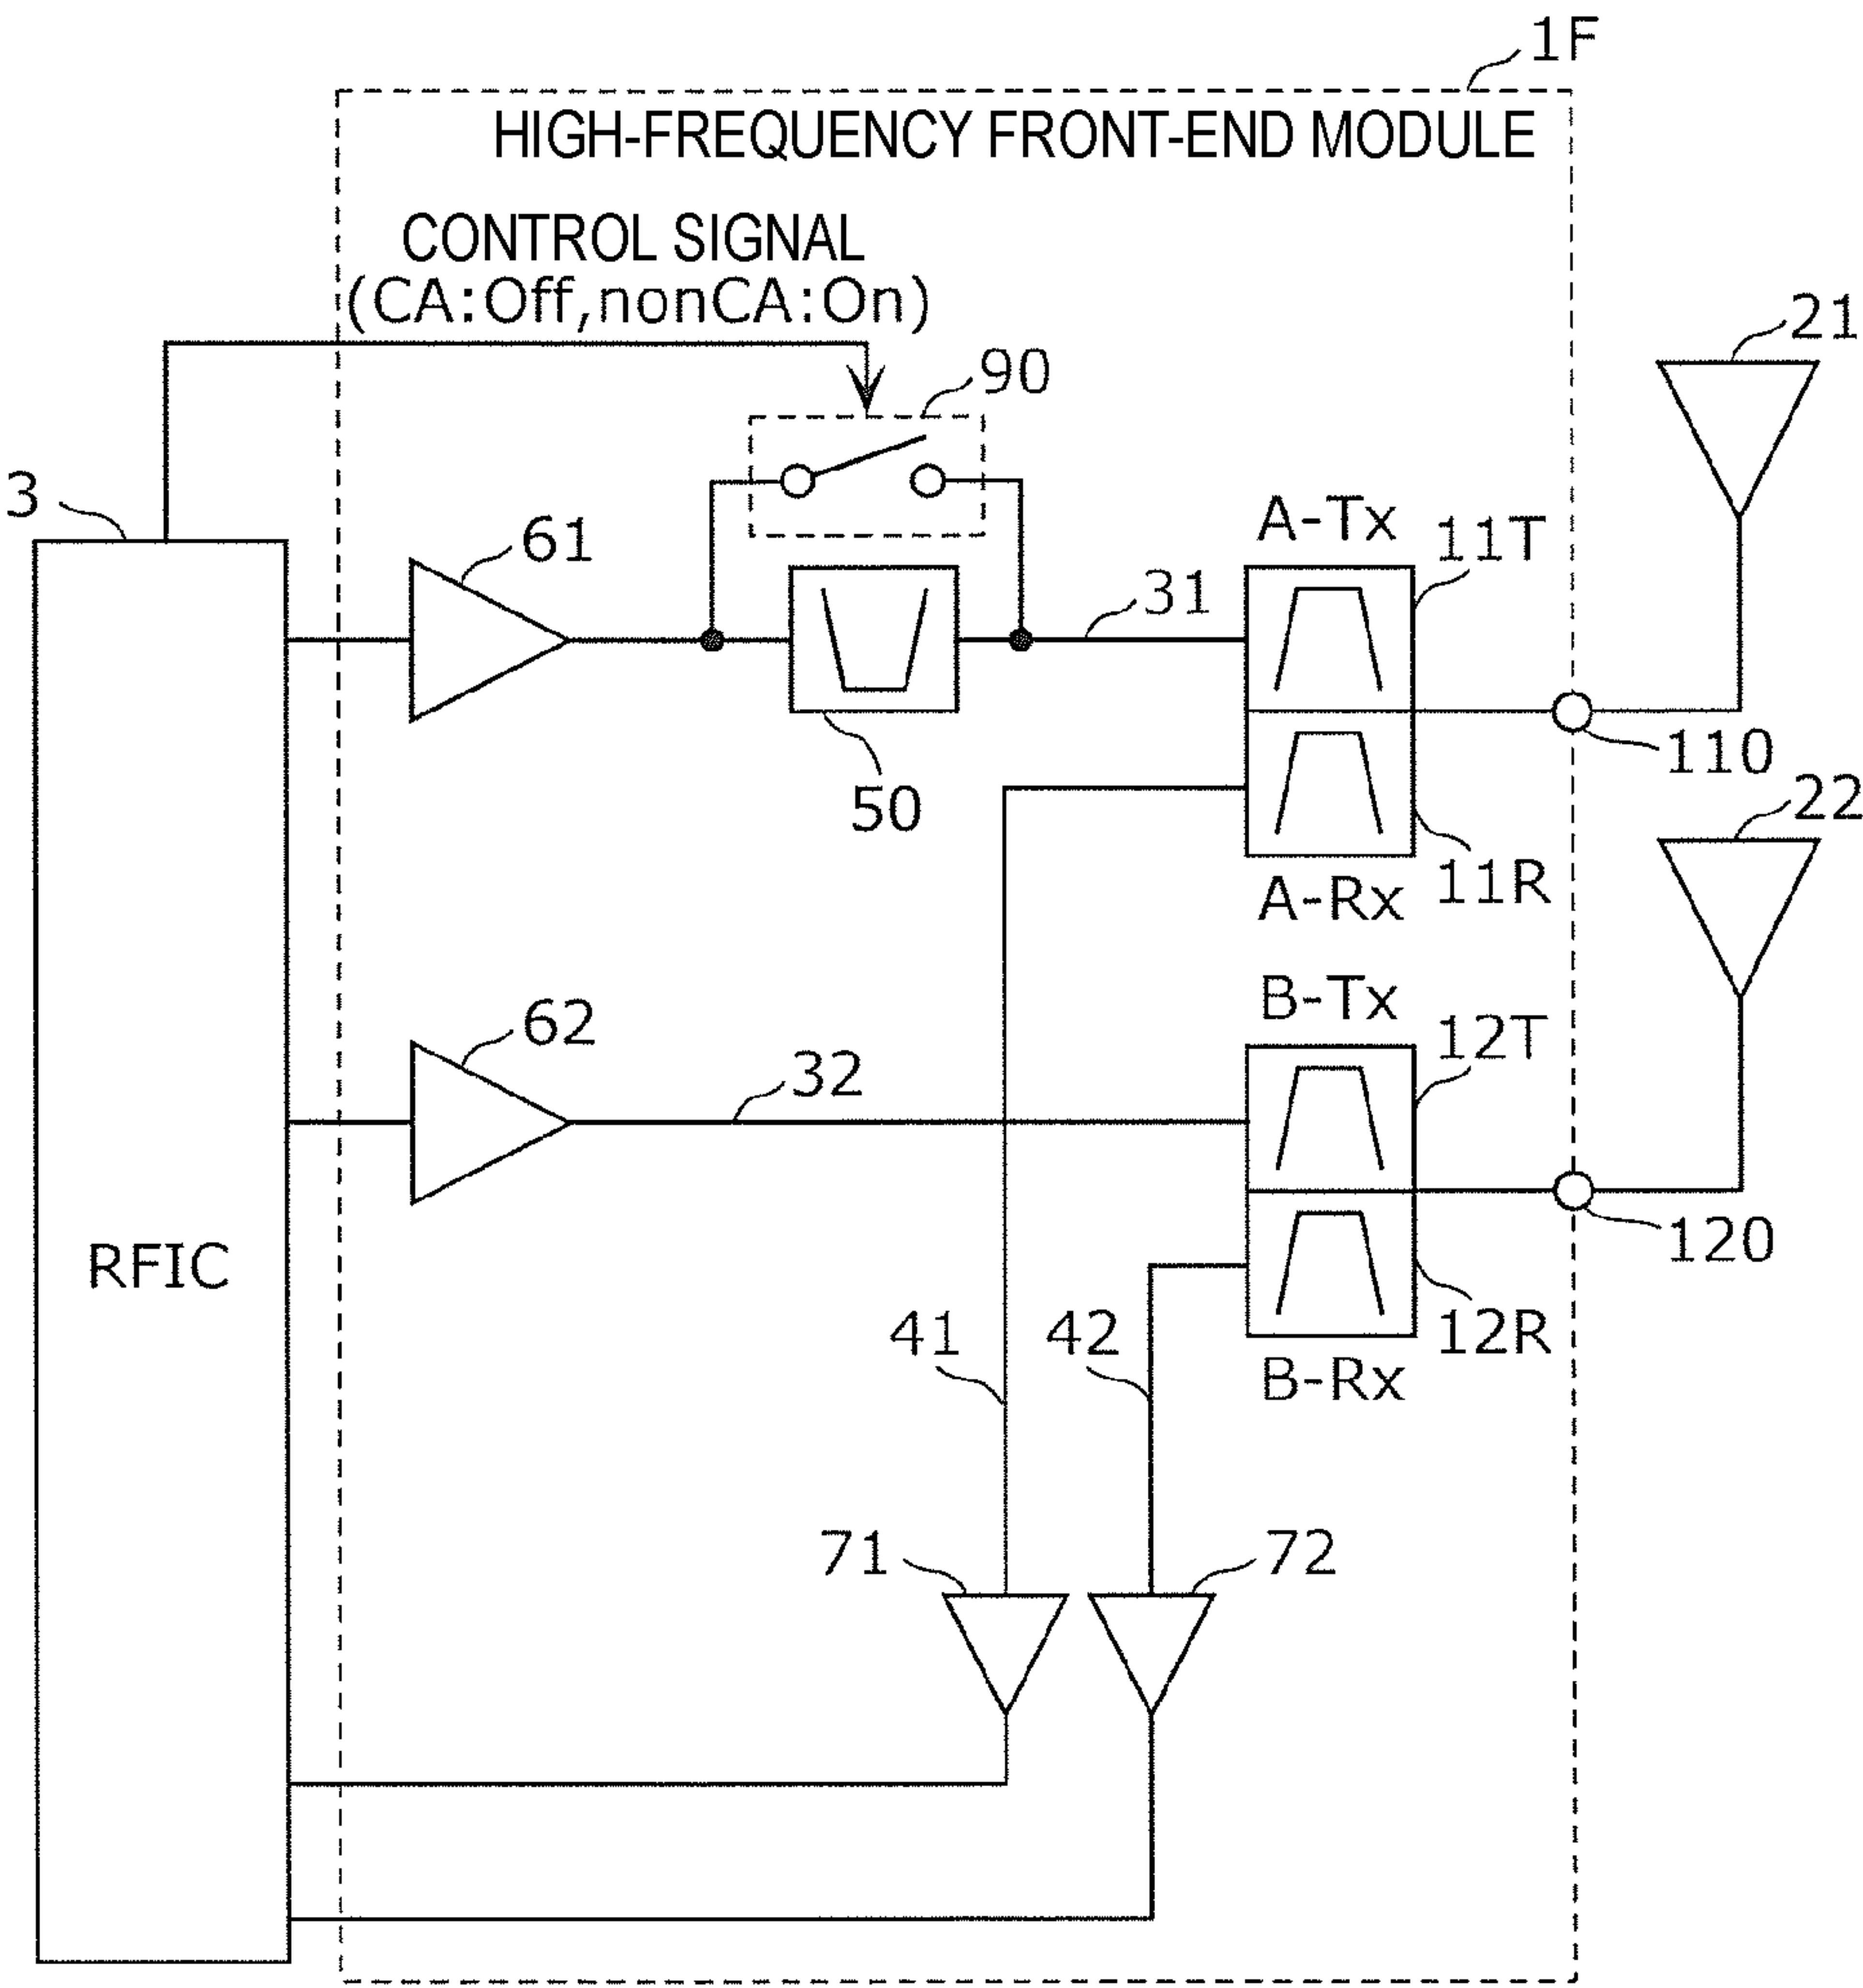 1F
HIGH-FREQUENCY FRONT-END MODULE
CONTROL SIGNAL
(CA:Off,nonCA:On)
21
90
3
61
A-Tx
11T
31
110
50
22
11R
A-Rx
B-Tx
62
12T
32
120
RFIC
41
42
12R
B-Rx
71
72